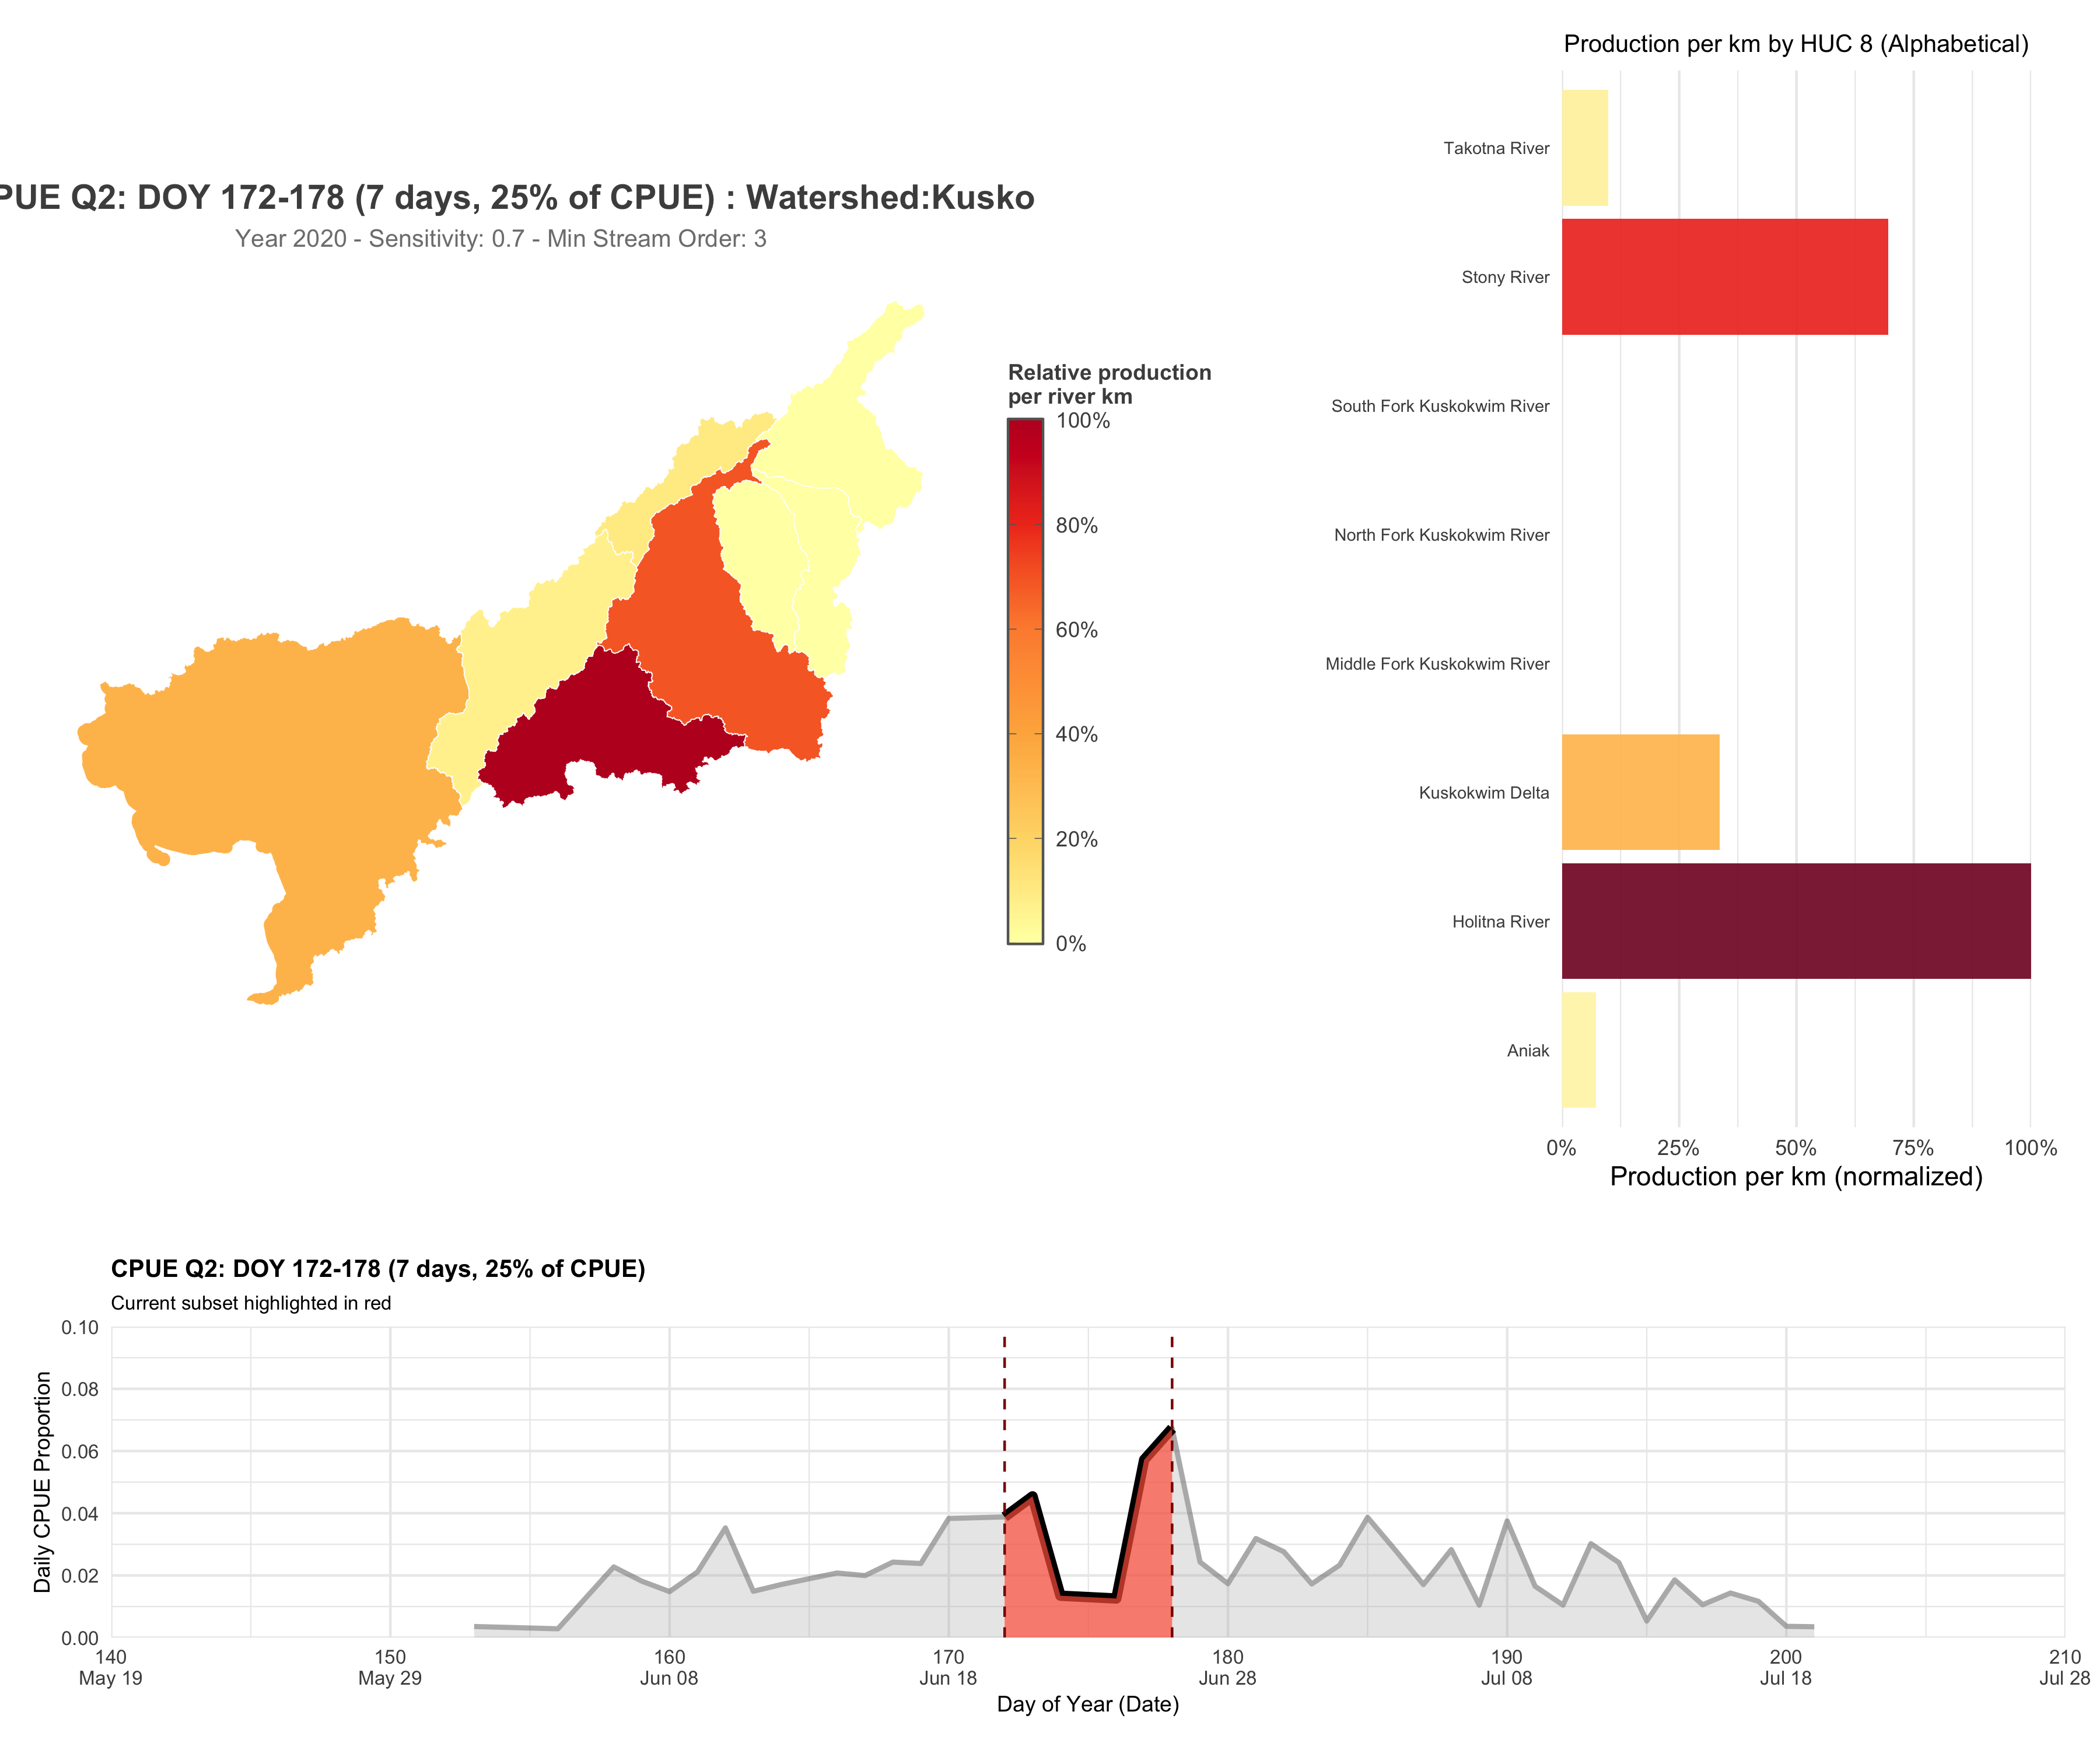 Production per km by HUC 8 (Alphabetical)
Takotna River
Stony River
South Fork Kuskokwim River
North Fork Kuskokwim River
Middle Fork Kuskokwim River
Kuskokwim Delta
Holitna River
Aniak
0% 25% 50% 75% 100%
Production per km (normalized)
PUE Q2: DOY 172-178 (7 days, 25% of CPUE) : Watershed:Kusko
Year 2020 - Sensitivity: 0.7 - Min Stream Order: 3
Relative production
per river km
100%
80%
60%
40%
20%
0%
CPUE Q2: DOY 172-178 (7 days, 25% of CPUE)
Current subset highlighted in red
Daily CPUE Proportion
0.10
0.08
0.06
0.04
0.02
0.00
140 150 160 170 180 190 200 210
May 19 May 29 Jun 08 Jun 18 Jun 28 Jul 08 Jul 18 Jul 28
Day of Year (Date)